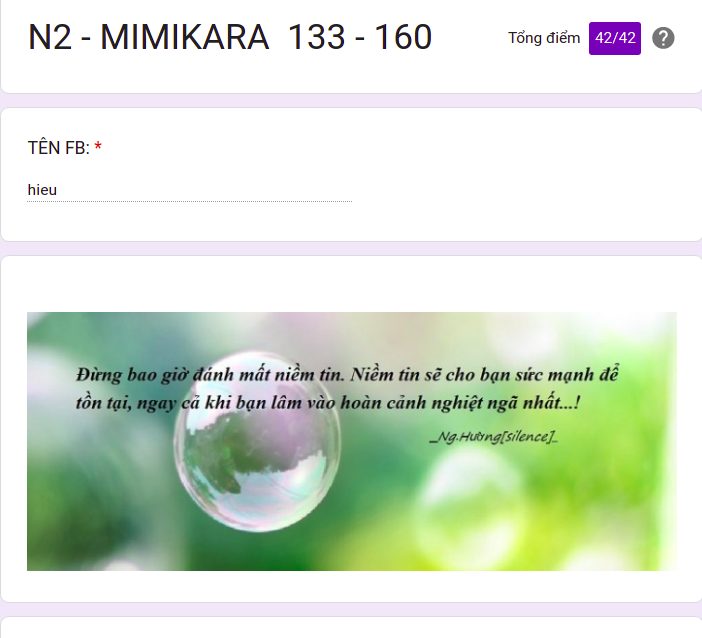 N2 - MIMIKARA 133 - 160
Tổng điểm 42/42 ?
TÊN FB: *
hieu
Đừng bao giờ đánh mất niềm tin. Niềm tin sẽ cho bạn sức mạnh để
tồn tại, ngay cả khi bạn lâm vào hoàn cảnh nghiệt ngã nhất...!
_Ng.Hường[silence]_